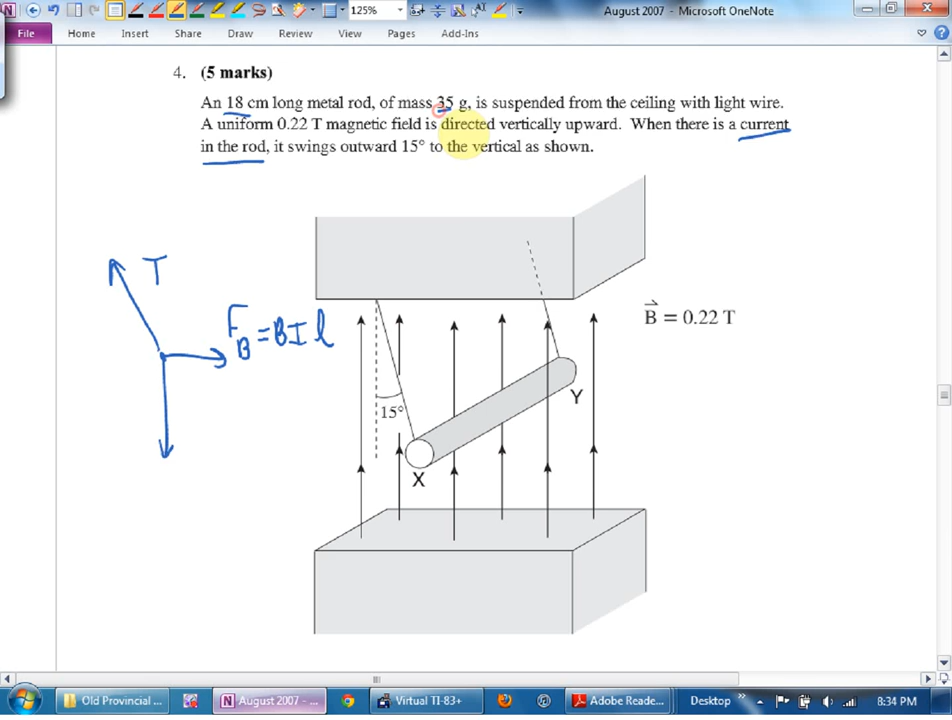 125%
August 2007 - Microsoft OneNote
File Home Insert Share Draw Review View Pages Add-Ins
4. (5 marks)
An 18 cm long metal rod, of mass 35 g, is suspended from the ceiling with light wire.
A uniform 0.22 T magnetic field is directed vertically upward. When there is a current
in the rod, it swings outward 15° to the vertical as shown.
T
F_B = BIl
B⃗ = 0.22 T
15°
Y
X
Old Provincial ... August 2007 - ... Virtual TI-83+ Adobe Reade... Desktop 8:34 PM